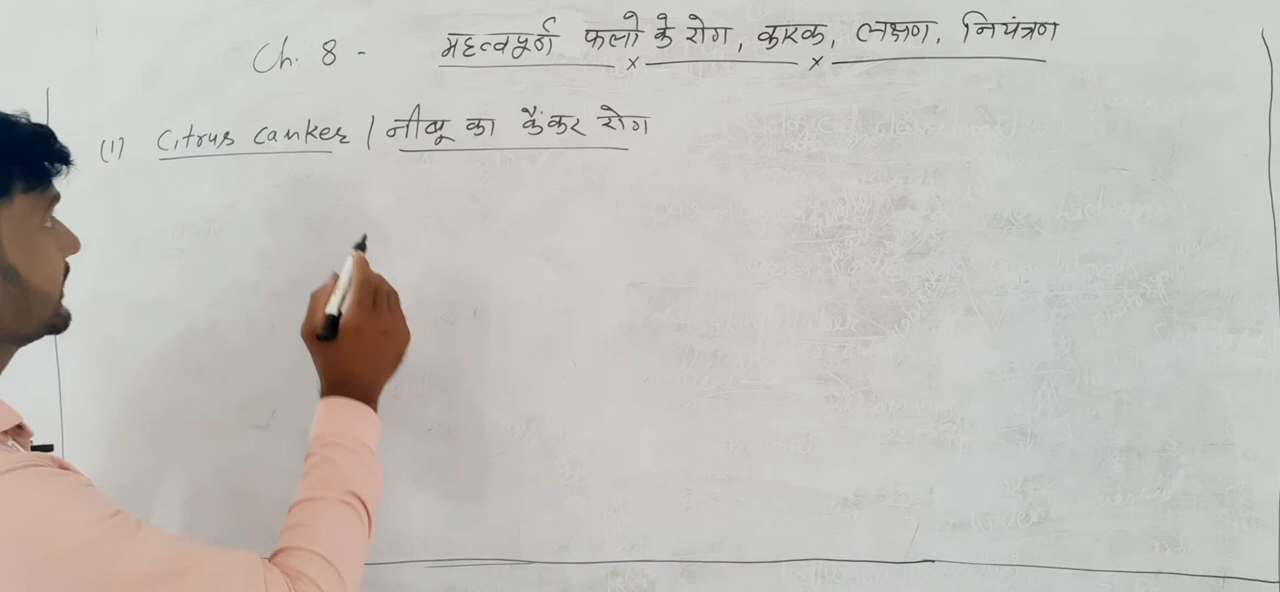 Ch. 8 - महत्वपूर्ण फलो के रोग, कारक, लक्षण, नियंत्रण
(1) Citrus canker / नीबू का कैंकर रोग